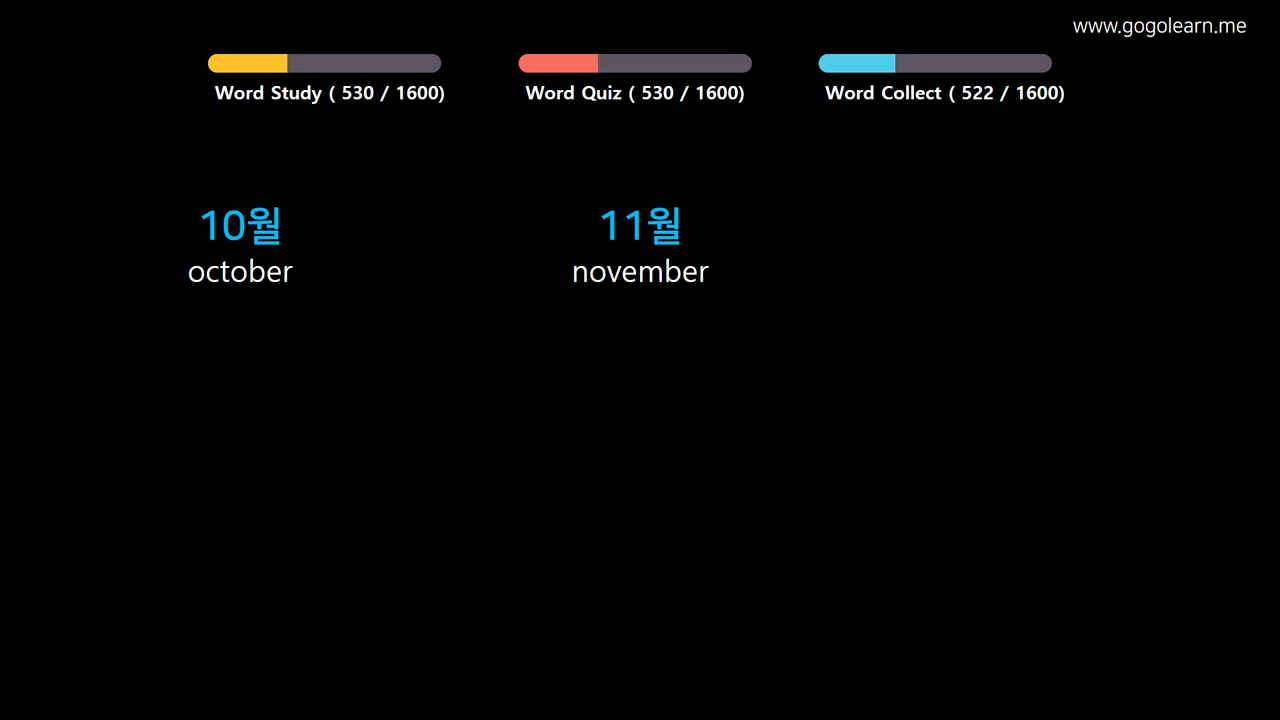 www.gogolearn.me
Word Study ( 530 / 1600)
Word Quiz ( 530 / 1600)
Word Collect ( 522 / 1600)
10월
october
11월
november